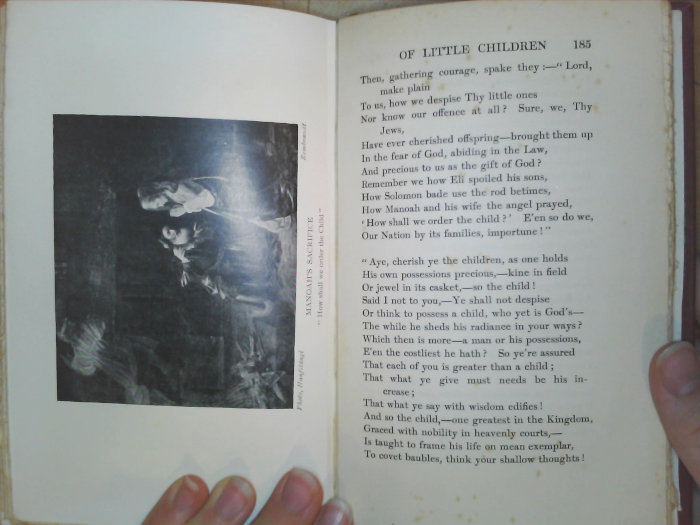 Photo, Hanfstaengl
Rembrandt
MANOAH'S SACRIFICE
"How shall we order the Child"
OF LITTLE CHILDREN 185
Then, gathering courage, spake they :—" Lord,
make plain
To us, how we despise Thy little ones
Nor know our offence at all ? Sure, we, Thy
Jews,
Have ever cherished offspring—brought them up
In the fear of God, abiding in the Law,
And precious to us as the gift of God ?
Remember we how Eli spoiled his sons,
How Solomon bade use the rod betimes,
How Manoah and his wife the angel prayed,
' How shall we order the child ? ' E'en so do we,
Our Nation by its families, importune ! "
" Aye, cherish ye the children, as one holds
His own possessions precious,—kine in field
Or jewel in its casket,—so the child !
Said I not to you,—Ye shall not despise
Or think to possess a child, who yet is God's—
The while he sheds his radiance in your ways ?
Which then is more—a man or his possessions,
E'en the costliest he hath ? So ye're assured
That each of you is greater than a child ;
That what ye give must needs be his in-
crease ;
That what ye say with wisdom edifies !
And so the child,—one greatest in the Kingdom,
Graced with nobility in heavenly courts,—
Is taught to frame his life on mean exemplar,
To covet baubles, think your shallow thoughts !